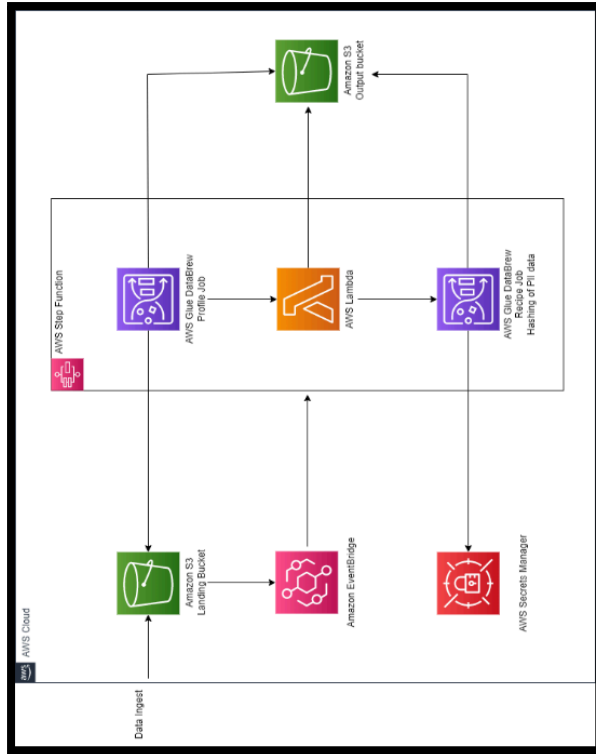 aws
AWS Cloud
Data Ingest
Amazon S3
Landing Bucket
Amazon EventBridge
AWS Secrets Manager
AWS Step Function
AWS Glue DataBrew
Profile Job
AWS Lambda
AWS Glue DataBrew
Recipe Job
Hashing of PII data
Amazon S3
Output bucket